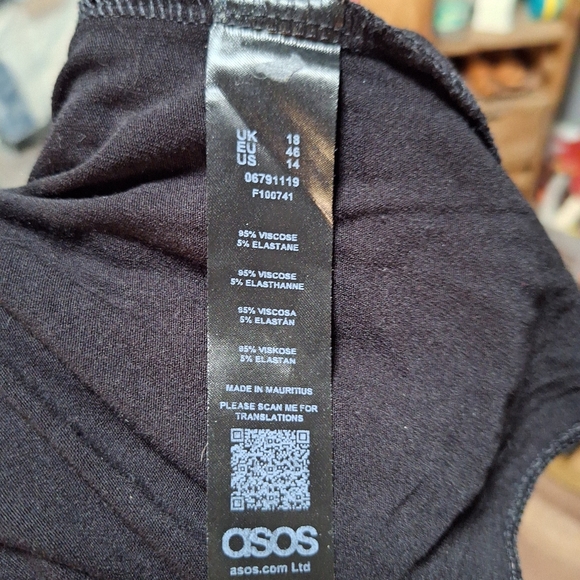 UK 18
EU 46
US 14
06791119
F100741
95% VISCOSE
5% ELASTANE
95% VISCOSE
5% ELASTHANNE
95% VISCOSA
5% ELASTÁN
95% VISKOSE
5% ELASTAN
MADE IN MAURITIUS
PLEASE SCAN ME FOR
TRANSLATIONS
asos
asos.com Ltd